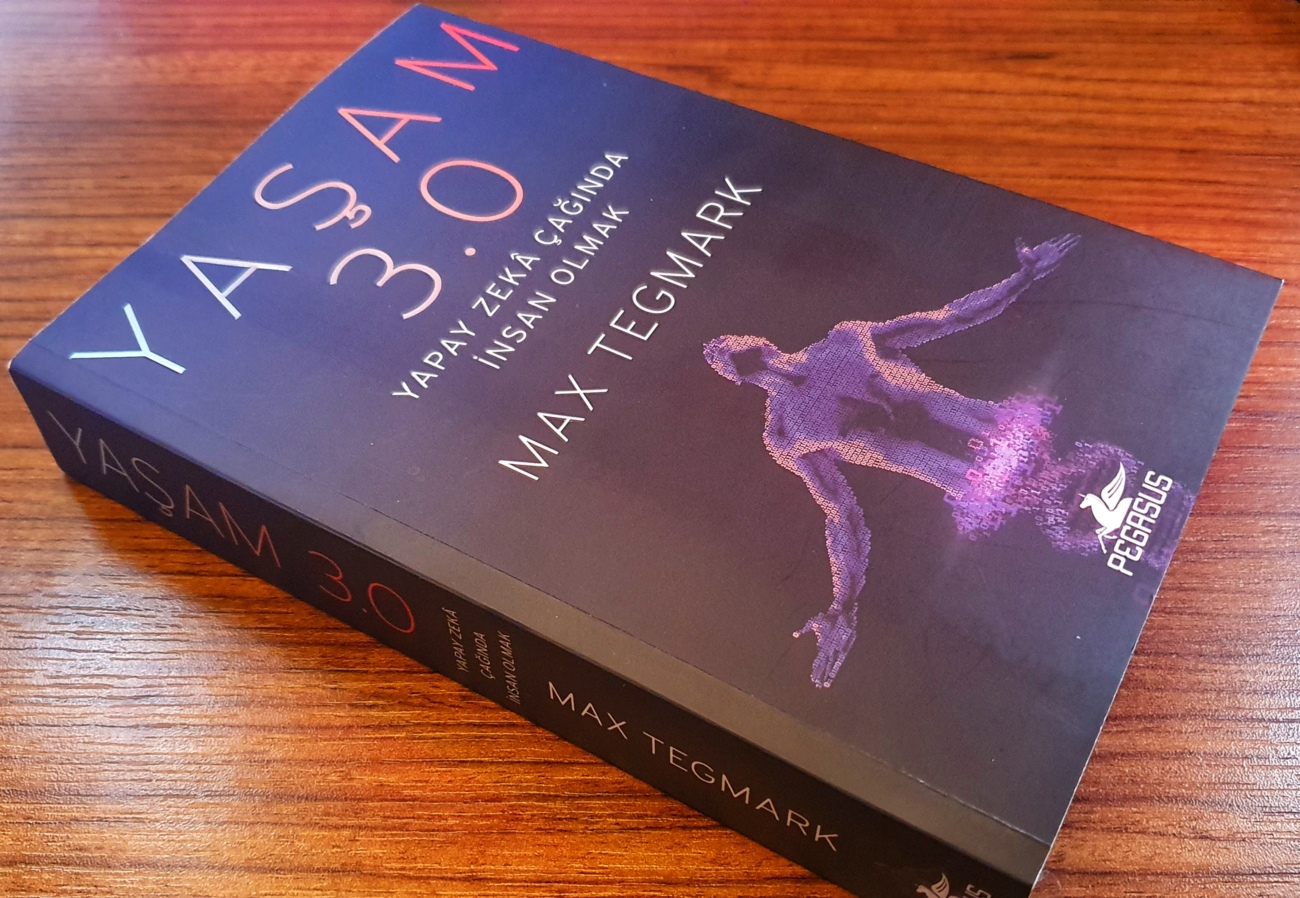 YAŞAM
3.0
YAPAY ZEKÂ ÇAĞINDA
İNSAN OLMAK
MAX TEGMARK
PEGASUS
YAŞAM 3.0
YAPAY ZEKÂ
ÇAĞINDA
İNSAN OLMAK
MAX TEGMARK